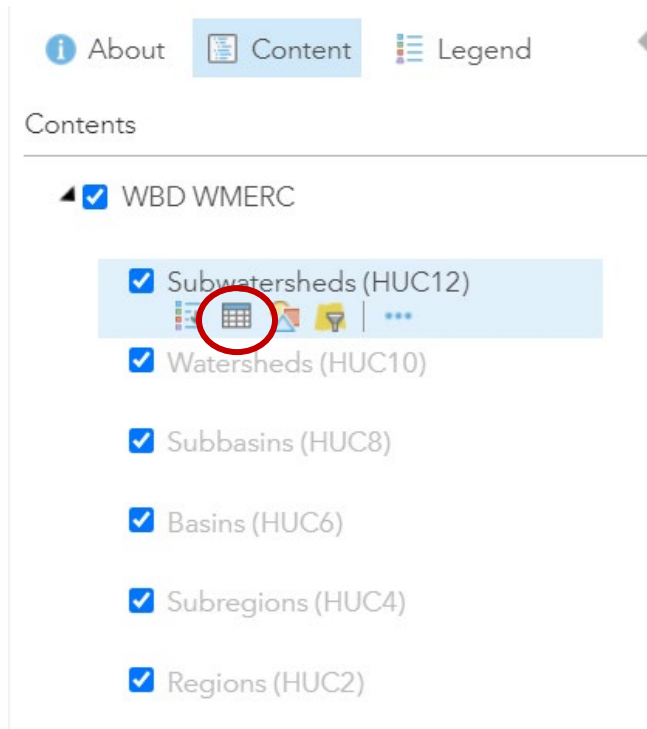 About Content Legend
Contents
WBD WMERC
Subwatersheds (HUC12)
Watersheds (HUC10)
Subbasins (HUC8)
Basins (HUC6)
Subregions (HUC4)
Regions (HUC2)